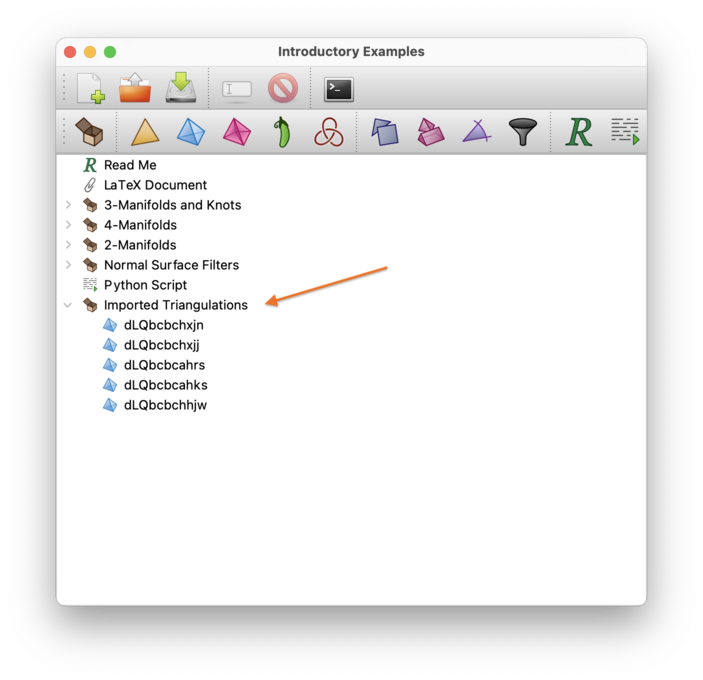 Introductory Examples
R
Read Me
LaTeX Document
3-Manifolds and Knots
4-Manifolds
2-Manifolds
Normal Surface Filters
Python Script
Imported Triangulations
dLQbcbchxjn
dLQbcbchxjj
dLQbcbcahrs
dLQbcbcahks
dLQbcbchhjw